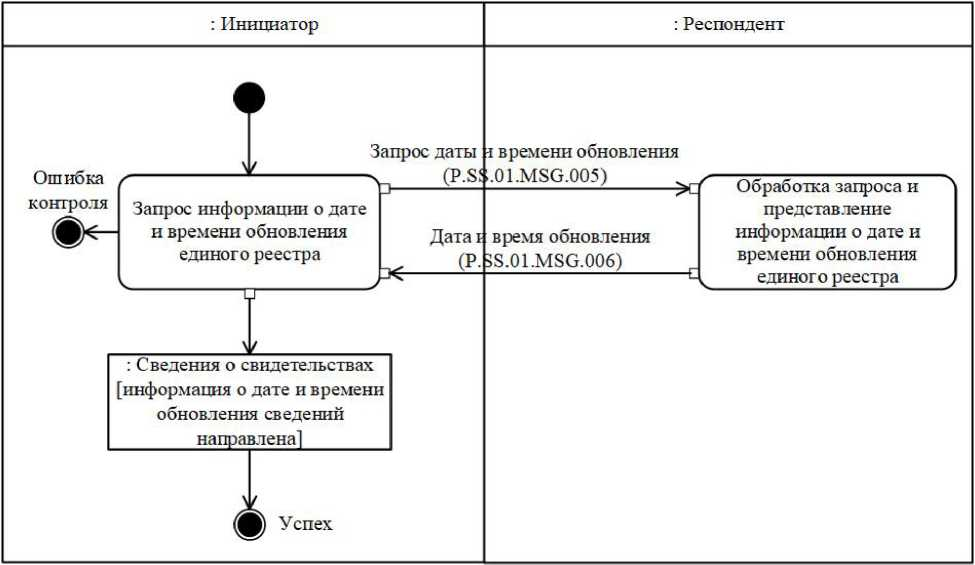 : Инициатор
: Респондент
Запрос даты и времени обновления
(P.SS.01.MSG.005)
Ошибка
контроля
Запрос информации о дате
и времени обновления
единого реестра
Дата и время обновления
(P.SS.01.MSG.006)
Обработка запроса и
представление
информации о дате и
времени обновления
единого реестра
: Сведения о свидетельствах
[информация о дате и времени
обновления сведений
направлена]
Успех